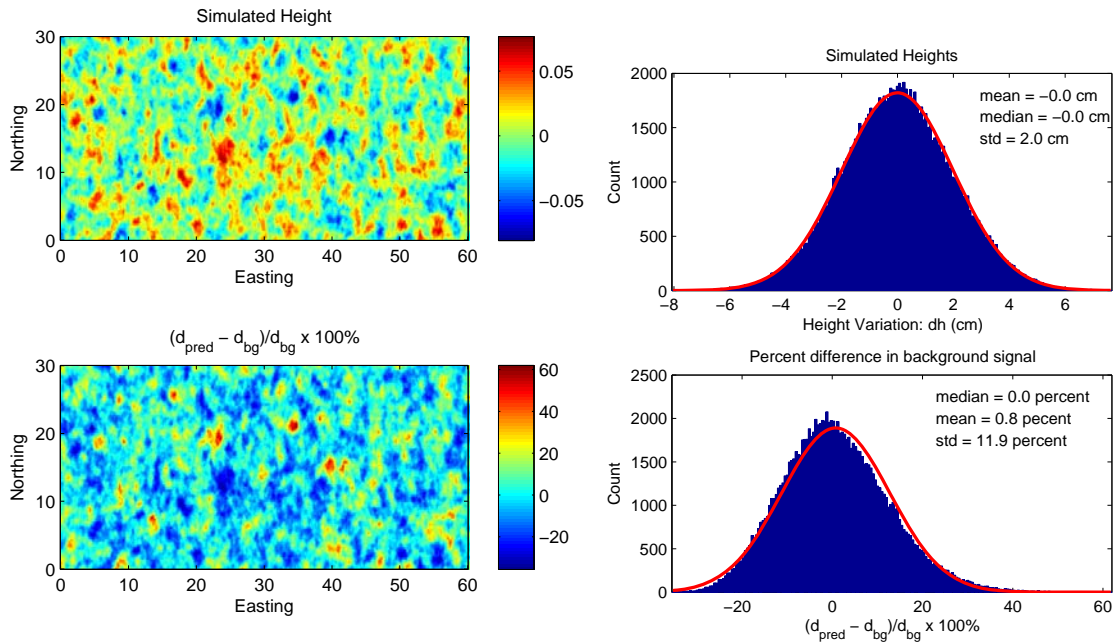 Simulated Height
30
20
10
0
0 10 20 30 40 50 60
Northing
Easting
0.05
0
−0.05
Simulated Heights
2000
1500
1000
500
0
−8 −6 −4 −2 0 2 4 6
Count
Height Variation: dh (cm)
mean = −0.0 cm
median = −0.0 cm
std = 2.0 cm
(d_pred − d_bg)/d_bg x 100%
30
20
10
0
0 10 20 30 40 50 60
Northing
Easting
60
40
20
0
−20
Percent difference in background signal
2500
2000
1500
1000
500
0
−20 0 20 40 60
Count
(d_pred − d_bg)/d_bg x 100%
median = 0.0 percent
mean = 0.8 pecent
std = 11.9 percent